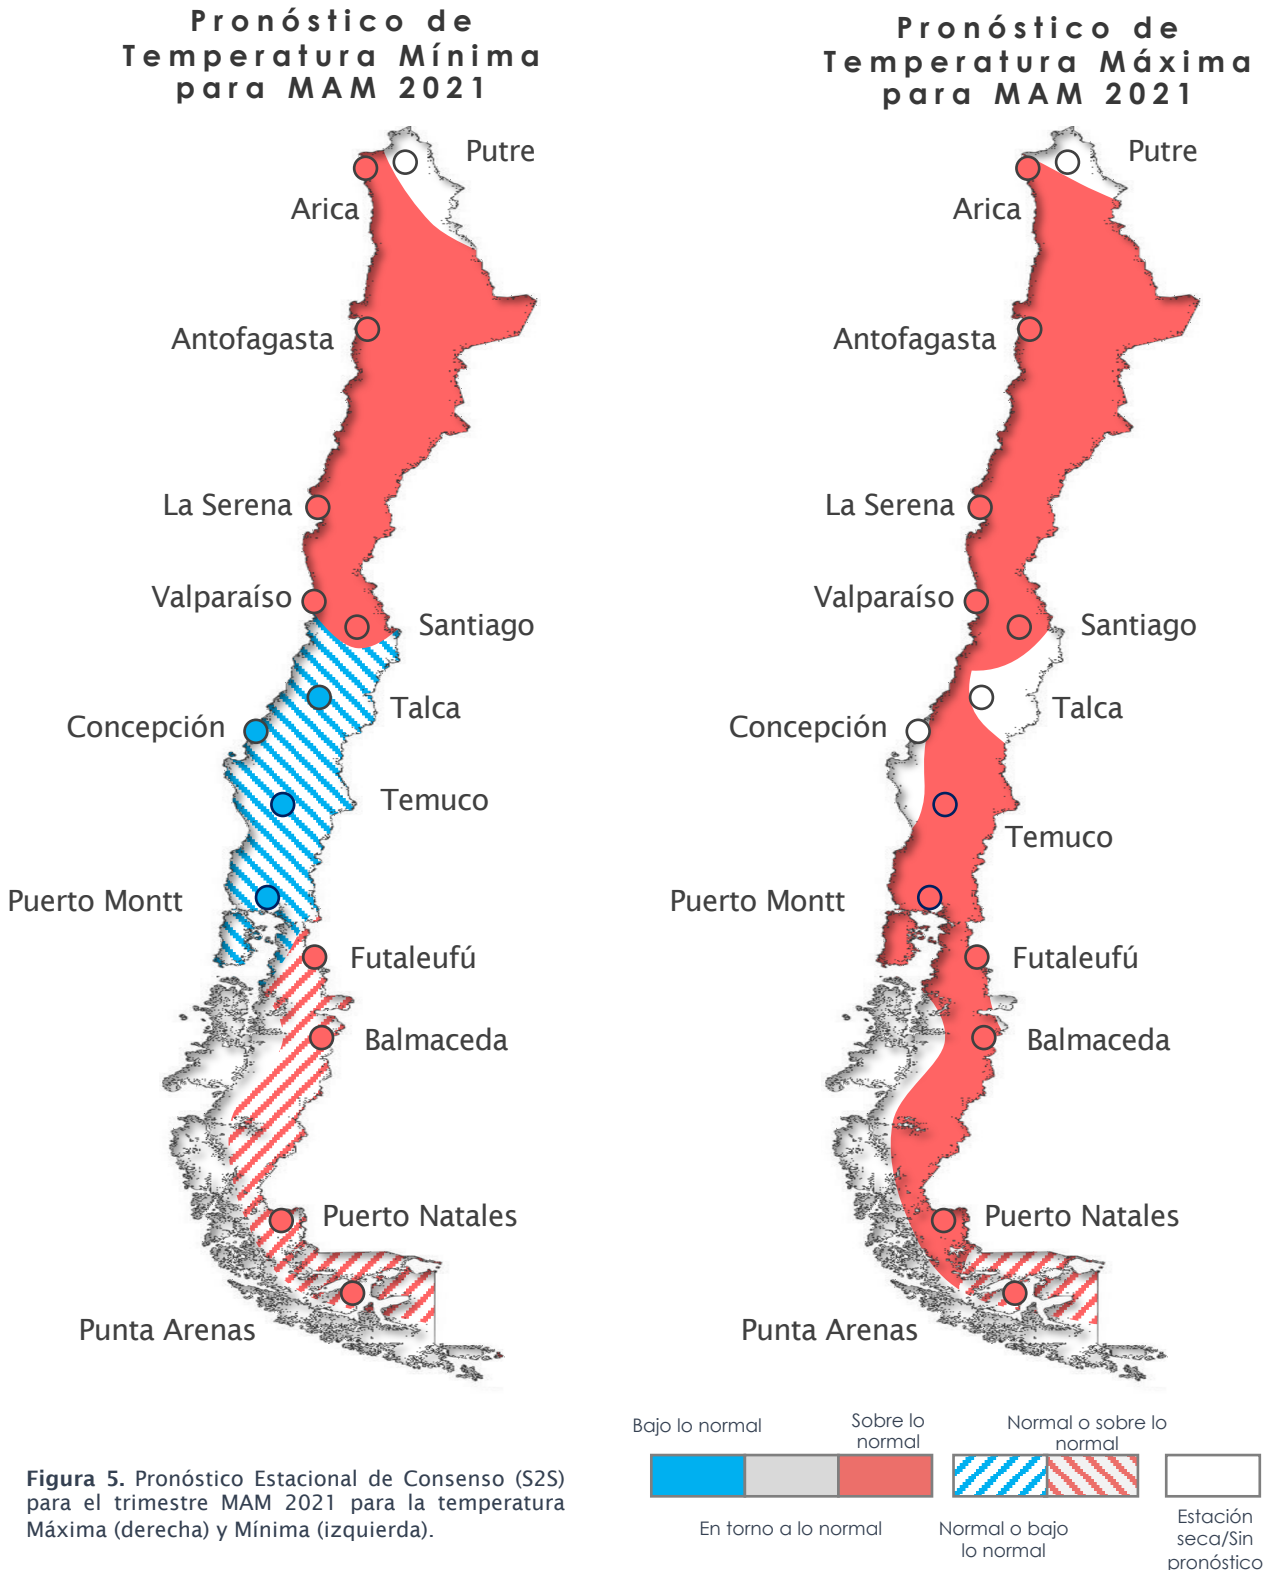 Pronóstico de
Temperatura Mínima
para MAM 2021
Putre
Arica
Antofagasta
La Serena
Valparaíso
Santiago
Talca
Concepción
Temuco
Puerto Montt
Futaleufú
Balmaceda
Puerto Natales
Punta Arenas
Pronóstico de
Temperatura Máxima
para MAM 2021
Putre
Arica
Antofagasta
La Serena
Valparaíso
Santiago
Talca
Concepción
Temuco
Puerto Montt
Futaleufú
Balmaceda
Puerto Natales
Punta Arenas
Figura 5. Pronóstico Estacional de Consenso (S2S)
para el trimestre MAM 2021 para la temperatura
Máxima (derecha) y Mínima (izquierda).
Bajo lo normal
Sobre lo
normal
Normal o sobre lo
normal
En torno a lo normal
Normal o bajo
lo normal
Estación
seca/Sin
pronóstico